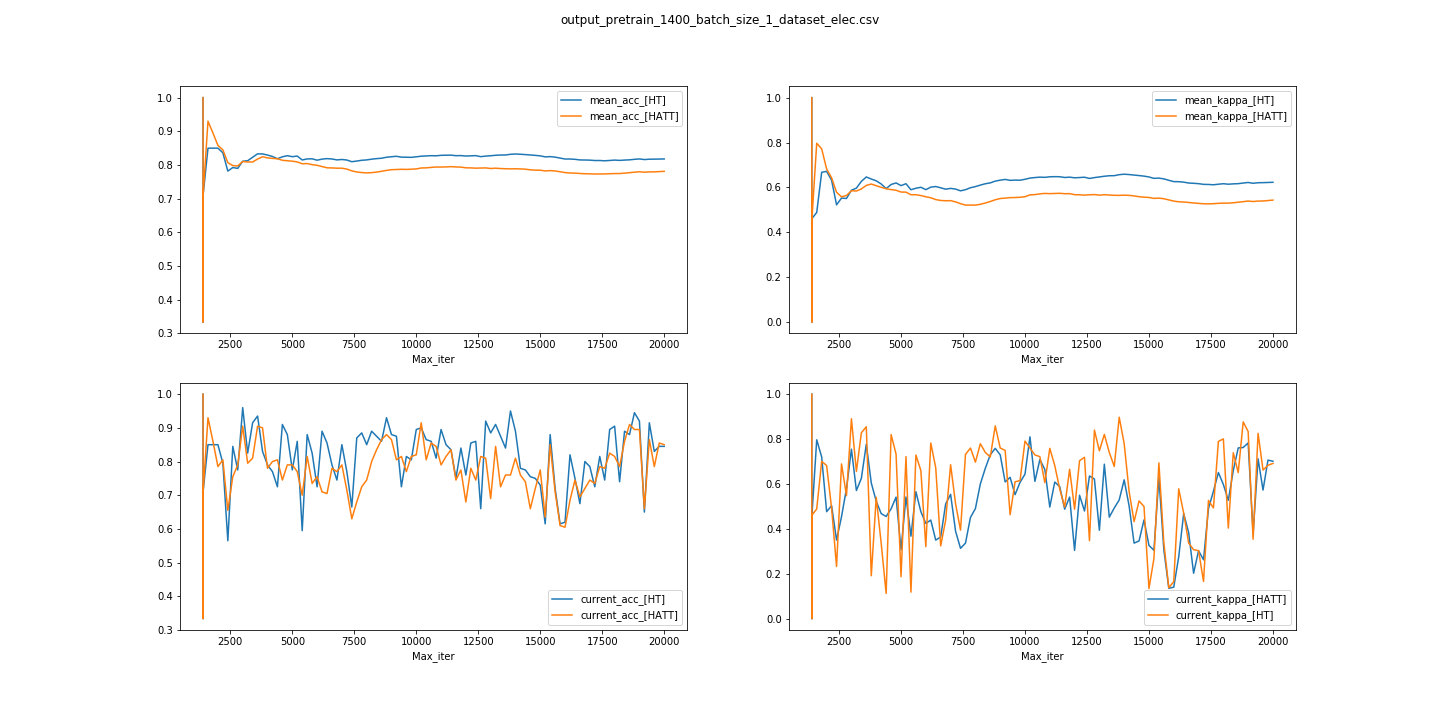 output_pretrain_1400_batch_size_1_dataset_elec.csv
1.0
0.9
0.8
0.7
0.6
0.5
0.4
0.3
mean_acc_[HT]
mean_acc_[HATT]
2500 5000 7500 10000 12500 15000 17500 20000
Max_iter
1.0
0.8
0.6
0.4
0.2
0.0
mean_kappa_[HT]
mean_kappa_[HATT]
2500 5000 7500 10000 12500 15000 17500 20000
Max_iter
1.0
0.9
0.8
0.7
0.6
0.5
0.4
0.3
current_acc_[HT]
current_acc_[HATT]
2500 5000 7500 10000 12500 15000 17500 20000
Max_iter
1.0
0.8
0.6
0.4
0.2
0.0
current_kappa_[HATT]
current_kappa_[HT]
2500 5000 7500 10000 12500 15000 17500 20000
Max_iter